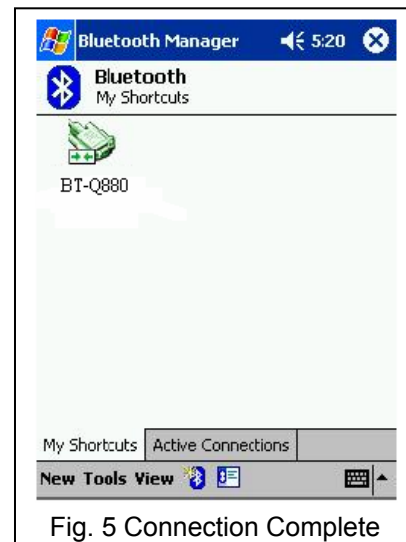 Bluetooth Manager 5:20
Bluetooth
My Shortcuts
BT-Q880
My Shortcuts Active Connections
New Tools View
Fig. 5 Connection Complete